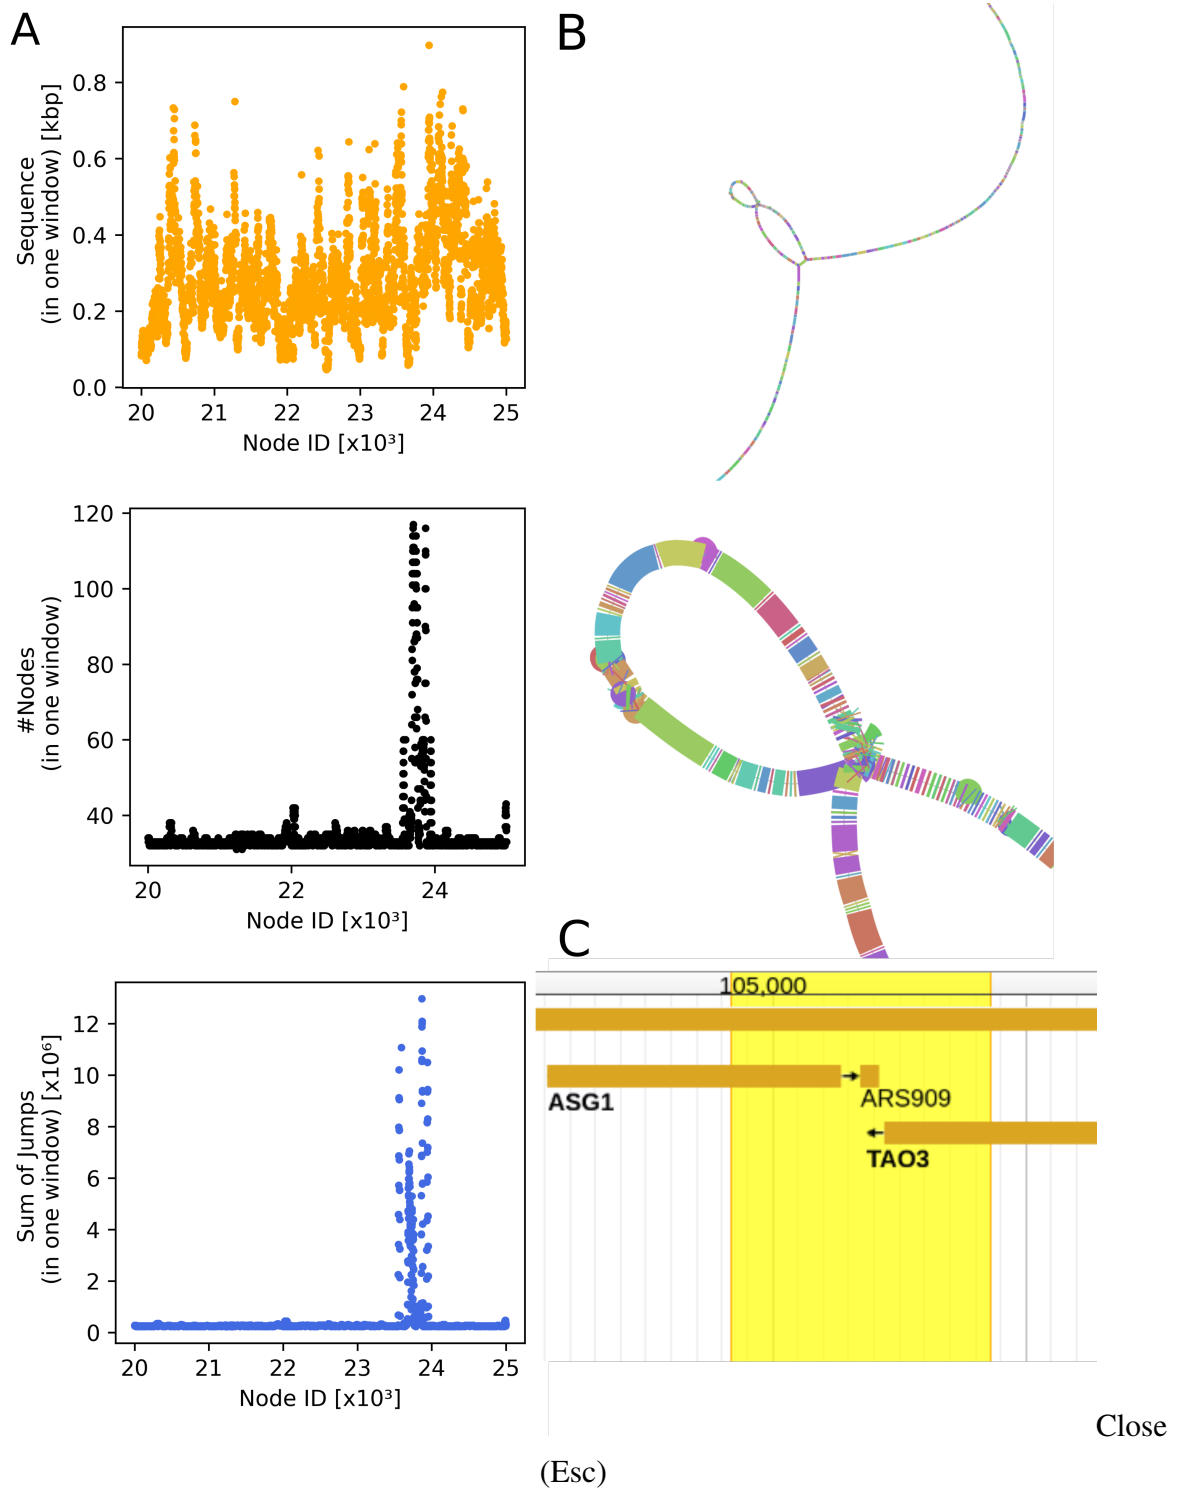 A
B
0.8
0.6
0.4
0.2
0.0
Sequence
(in one window) [kbp]
20 21 22 23 24 25
Node ID [x10³]
120
100
80
60
40
#Nodes
(in one window)
20 22 24
Node ID [x10³]
C
105,000
ASG1
ARS909
TAO3
12
10
8
6
4
2
0
Sum of Jumps
(in one window) [x10⁶]
20 21 22 23 24 25
Node ID [x10³]
Close
(Esc)